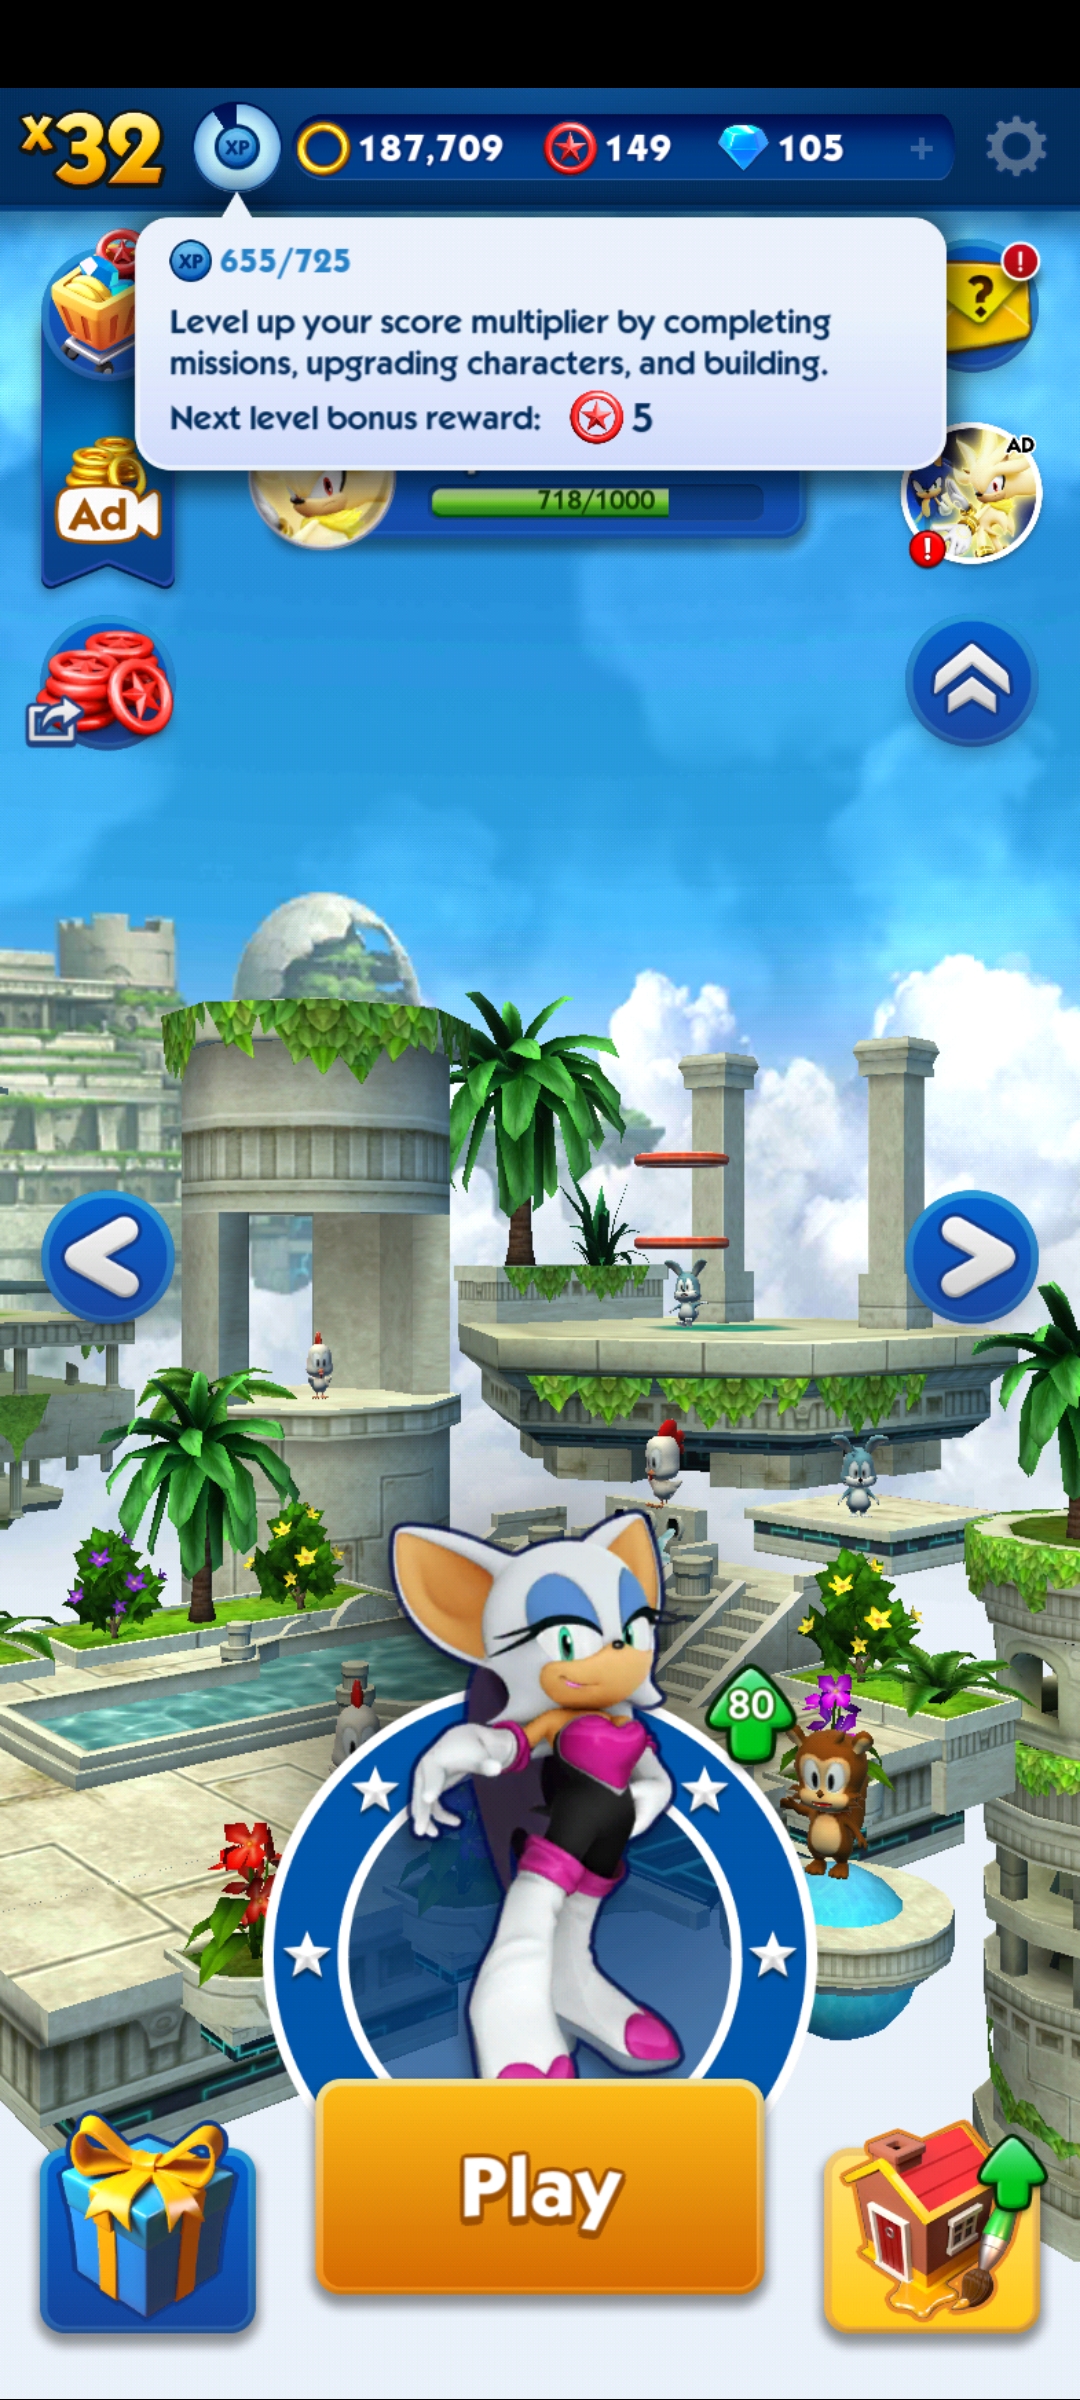 x32
XP
187,709
149
105
+
XP 655/725
Level up your score multiplier by completing
missions, upgrading characters, and building.
Next level bonus reward: 5
?
!
Ad
718/1000
AD
!
80
Play